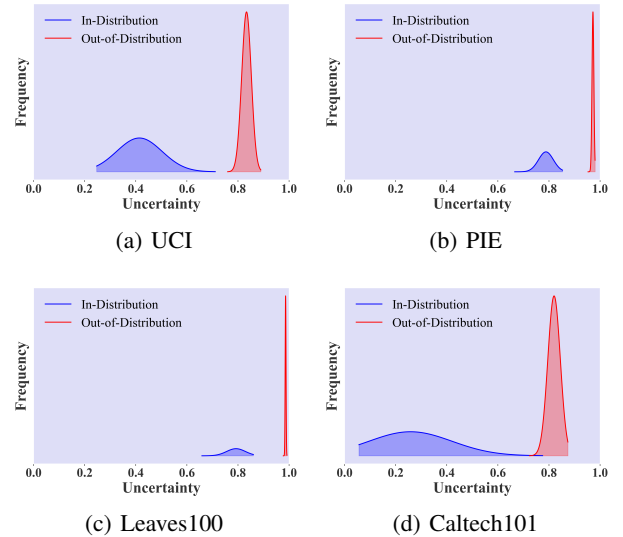 In-Distribution
Out-of-Distribution
Frequency
0.0 0.2 0.4 0.6 0.8 1.0
Uncertainty
(a) UCI
In-Distribution
Out-of-Distribution
Frequency
0.0 0.2 0.4 0.6 0.8 1.0
Uncertainty
(b) PIE
In-Distribution
Out-of-Distribution
Frequency
0.0 0.2 0.4 0.6 0.8 1.0
Uncertainty
(c) Leaves100
In-Distribution
Out-of-Distribution
Frequency
0.0 0.2 0.4 0.6 0.8 1.0
Uncertainty
(d) Caltech101